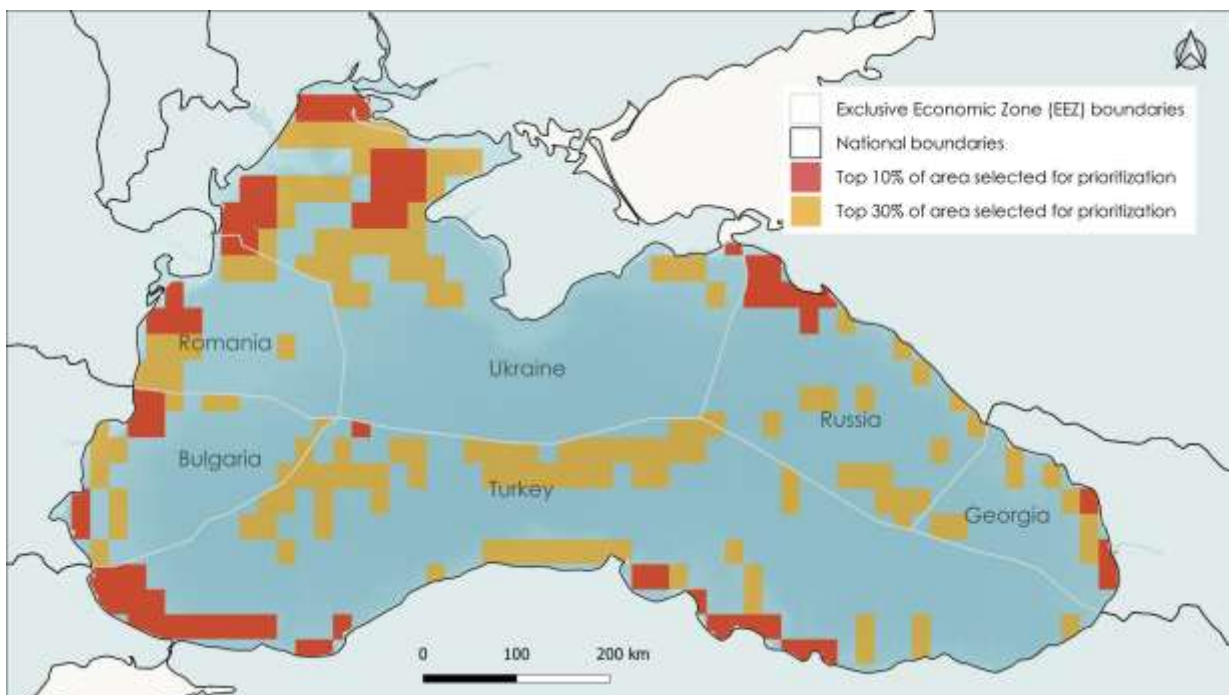 Exclusive Economic Zone (EEZ) boundaries
National boundaries
Top 10% of area selected for prioritization
Top 30% of area selected for prioritization
Romania
Ukraine
Russia
Bulgaria
Turkey
Georgia
0 100 200 km